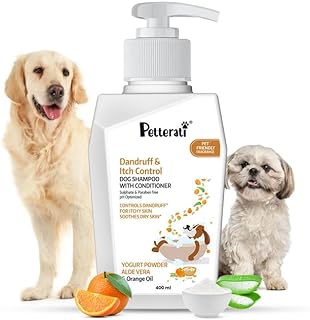 Petterati
PET
FRIENDLY
FRAGRANCE
Dandruff &
Itch Control
DOG SHAMPOO
WITH CONDITIONER
Sulphate & Paraben free
pH Optimized
CONTROLS DANDRUFF*
FOR ITCHY SKIN
SOOTHES DRY SKIN*
YOGURT POWDER
ALOE VERA
& Orange Oil
400 ml